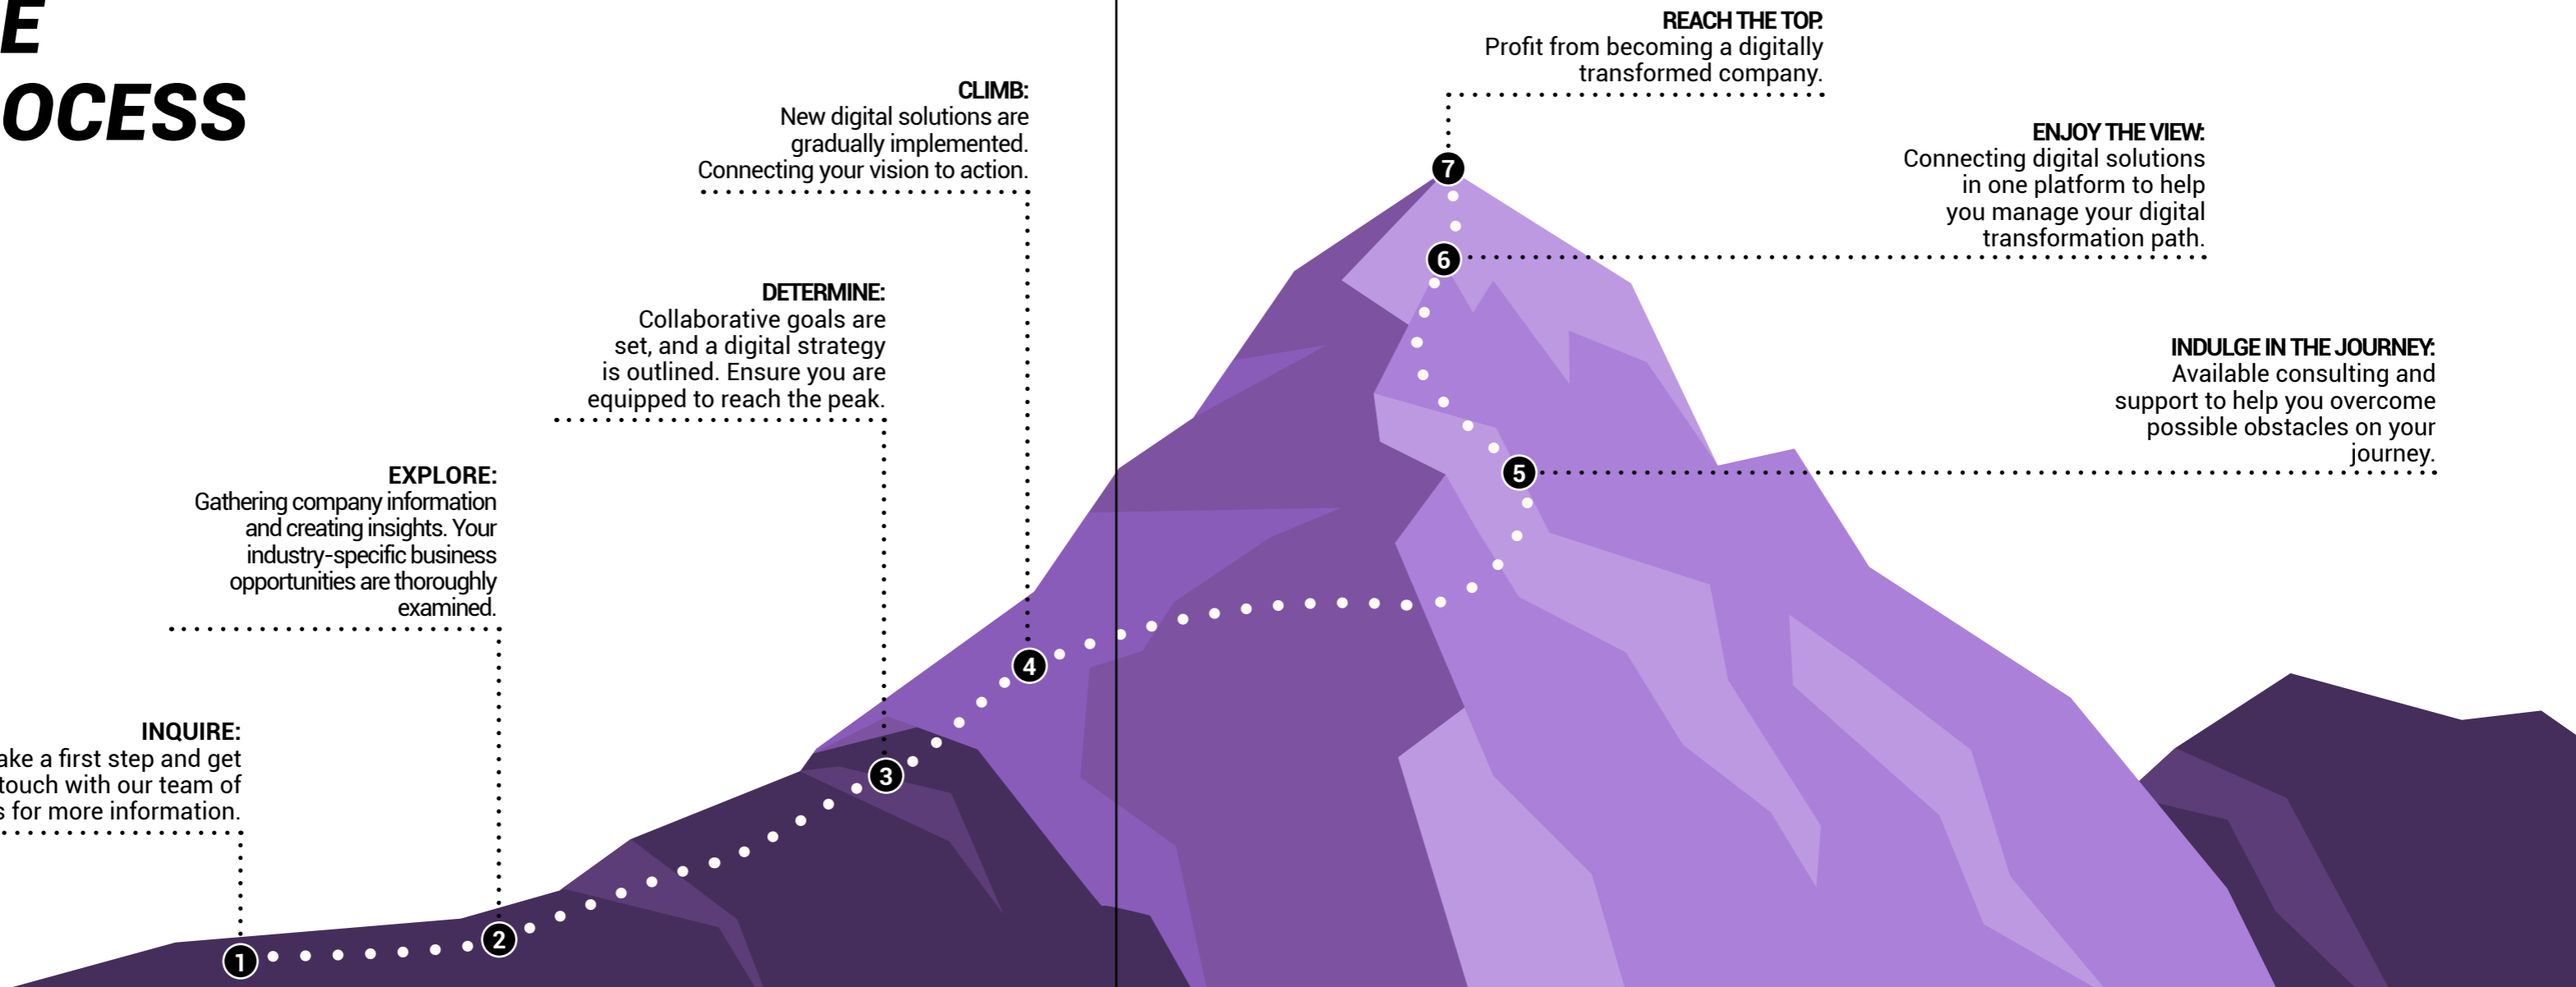 E
OCESS
INQUIRE:
ake a first step and get
touch with our team of
s for more information.
EXPLORE:
Gathering company information
and creating insights. Your
industry-specific business
opportunities are thoroughly
examined.
DETERMINE:
Collaborative goals are
set, and a digital strategy
is outlined. Ensure you are
equipped to reach the peak.
CLIMB:
New digital solutions are
gradually implemented.
Connecting your vision to action.
REACH THE TOP:
Profit from becoming a digitally
transformed company.
ENJOY THE VIEW:
Connecting digital solutions
in one platform to help
you manage your digital
transformation path.
INDULGE IN THE JOURNEY:
Available consulting and
support to help you overcome
possible obstacles on your
journey.
1
2
3
4
5
6
7